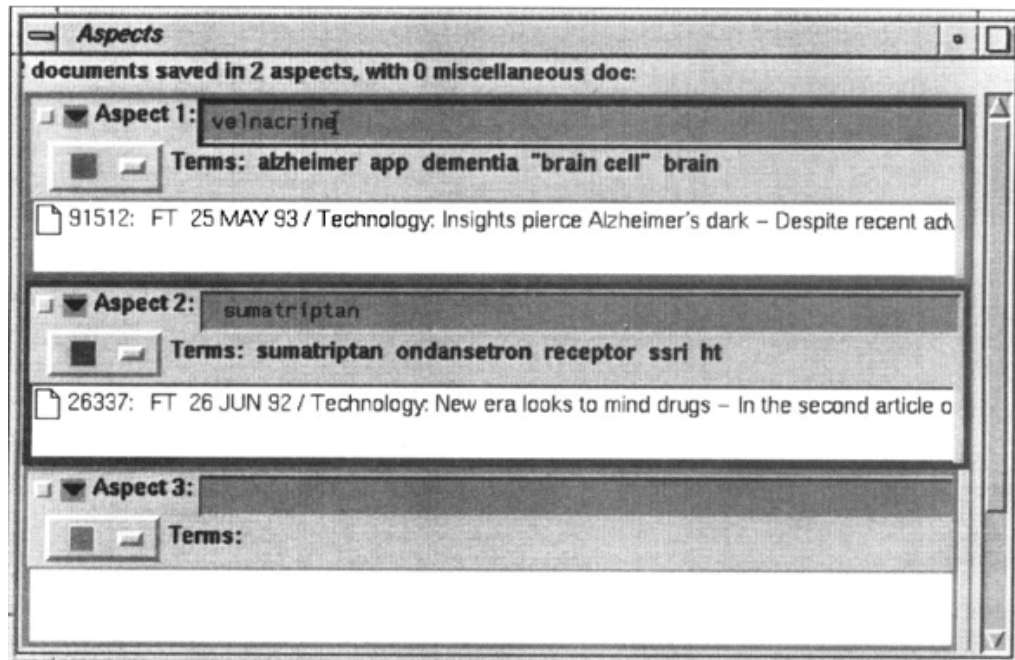 Aspects
documents saved in 2 aspects, with 0 miscellaneous doc:
Aspect 1: velnacrine
Terms: alzheimer app dementia "brain cell" brain
91512: FT 25 MAY 93 / Technology: Insights pierce Alzheimer's dark – Despite recent adv
Aspect 2: sumatriptan
Terms: sumatriptan ondansetron receptor ssri ht
26337: FT 26 JUN 92 / Technology: New era looks to mind drugs – In the second article o
Aspect 3:
Terms: